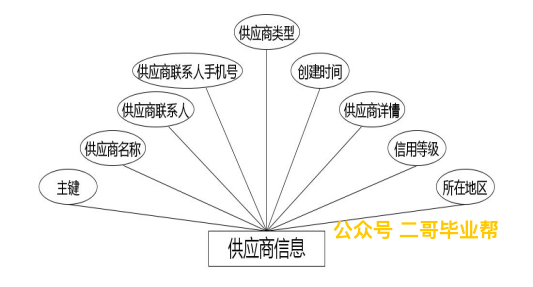 供应商类型
供应商联系人手机号
创建时间
供应商联系人
供应商详情
供应商名称
信用等级
主键
所在地区
公众号 二哥毕业帮
供应商信息